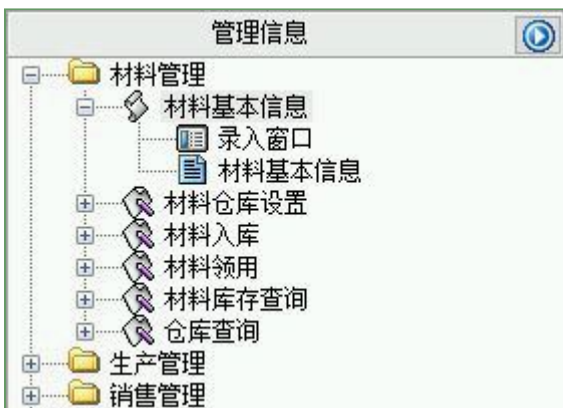 管理信息
材料管理
材料基本信息
录入窗口
材料基本信息
材料仓库设置
材料入库
材料领用
材料库存查询
仓库查询
生产管理
销售管理